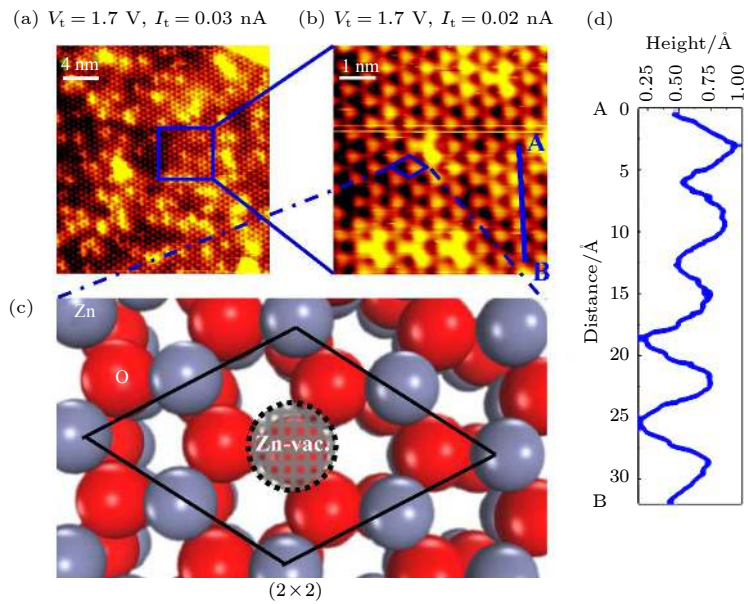 (a) Vt = 1.7 V, It = 0.03 nA
(b) Vt = 1.7 V, It = 0.02 nA
(d)
4 nm
1 nm
A
B
Height/Å
0.25
0.50
0.75
1.00
A
0
5
10
15
20
25
30
B
Distance/Å
(c)
Zn
O
Zn-vac.
(2×2)